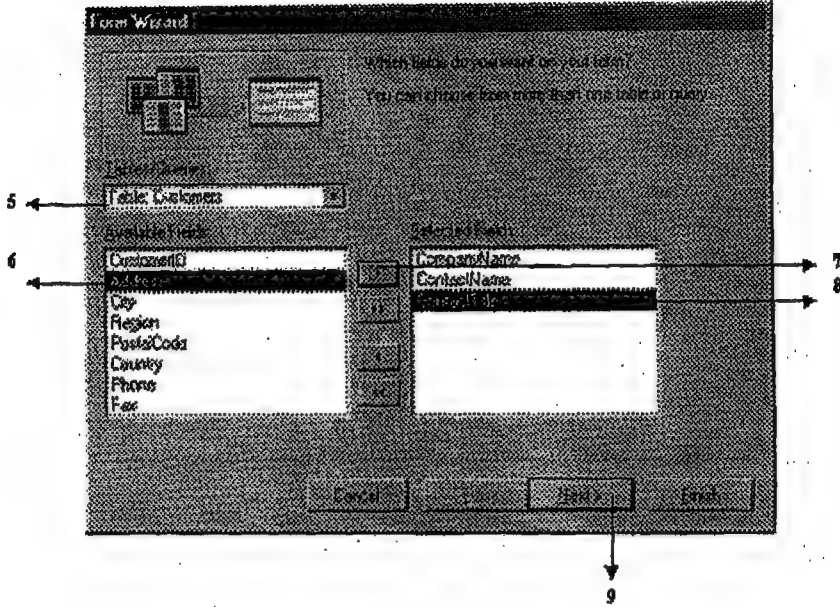 Form Wizard
Which fields do you want on your form?
You can choose from more than one table or query.
Tables/Queries
5
Table: Customers
Available Fields:
Selected Fields:
6
CustomerID
Address
City
Region
PostalCode
Country
Phone
Fax
>
>>
<
<<
CompanyName
ContactName
ContactTitle
7
8
Cancel
Next >
Finish
9